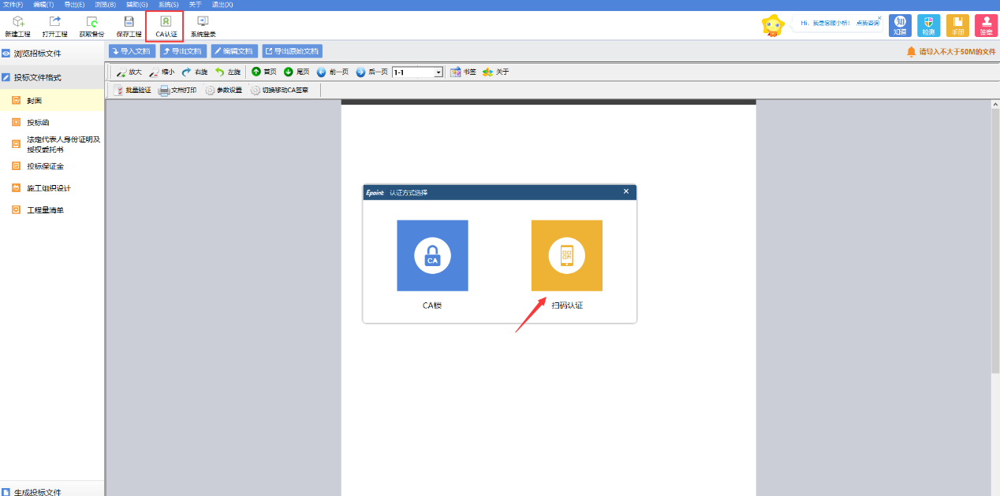 文件(F) 编辑(T) 导出(E) 浏览(B) 辅助(G) 系统(S) 关于 退出(X)
新建工程 打开工程 获取备份 保存工程 CA认证 系统登录
Hi，我是客服小桥！ 点我咨询
知
知道 检测 手册 签章
浏览招标文件
导入文档 导出文档 编辑文档 导出原始文档
请导入不大于50M的文件
投标文件格式
放大 缩小 右旋 左旋 首页 尾页 前一页 后一页 1-1 书签 关于
批量验证 文档打印 参数设置 切换移动CA签章
封面
投标函
法定代表人身份证明及
授权委托书
投标保证金
施工组织设计
工程量清单
Epoint 认证方式选择
CA
CA锁 扫码认证
生成投标文件